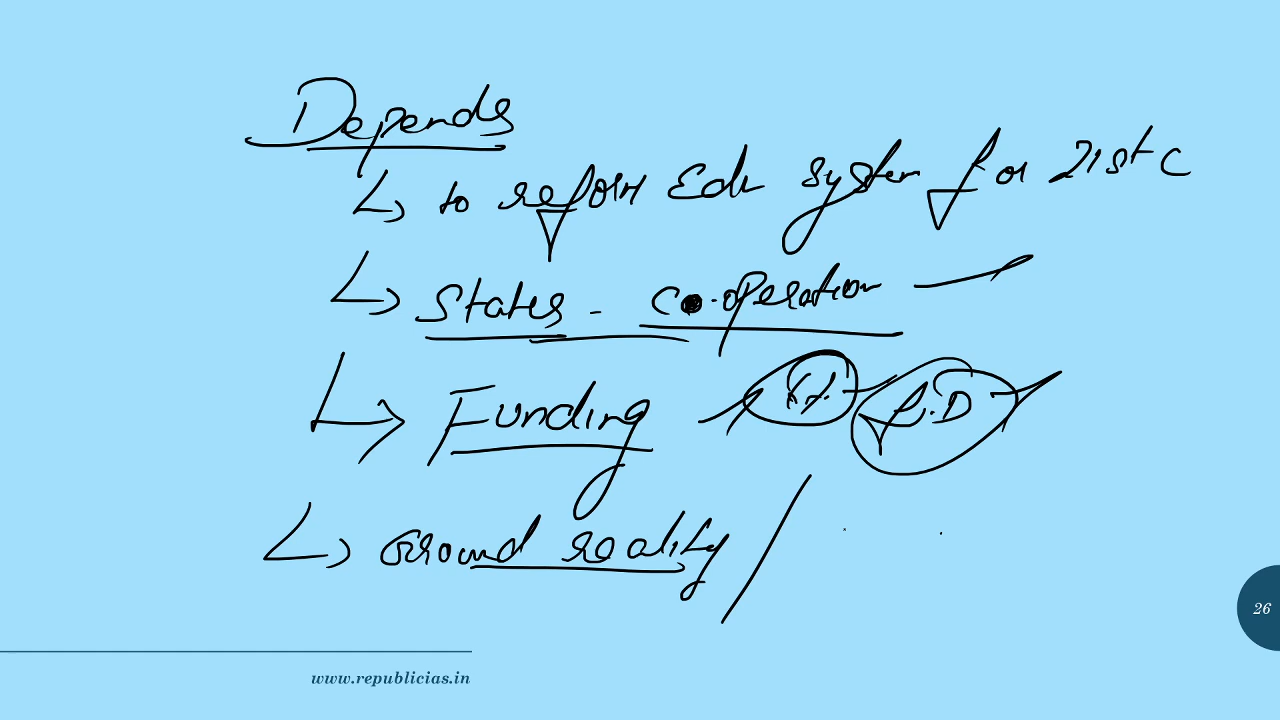 Depends
↳ to reform Edu system for 21st C
↳ States - Co-operation
↳ Funding
↳ Ground reality /
26
www.republicias.in